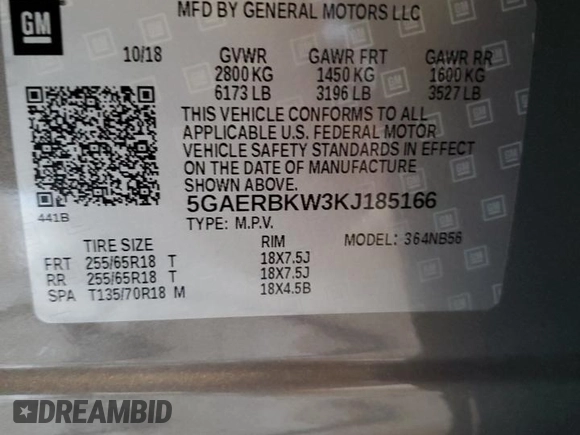 MFD BY GENERAL MOTORS LLC
GM
10/18 GVWR GAWR FRT GAWR RR
2800 KG 1450 KG 1600 KG
6173 LB 3196 LB 3527 LB
THIS VEHICLE CONFORMS TO ALL
APPLICABLE U.S. FEDERAL MOTOR
VEHICLE SAFETY STANDARDS IN EFFECT
ON THE DATE OF MANUFACTURE
SHOWN ABOVE.
441B
5GAERBKW3KJ185166
TYPE: M.P.V. MODEL: 364NB56
TIRE SIZE RIM
FRT 255/65R18 T 18X7.5J
RR 255/65R18 T 18X7.5J
SPA T135/70R18 M 18X4.5B
DREAMBID